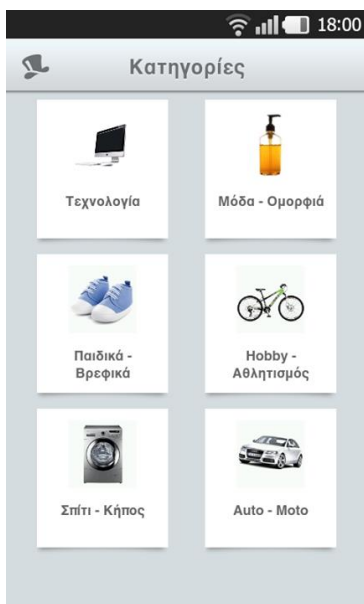 18:00
Κατηγορίες
Τεχνολογία
Μόδα - Ομορφιά
Παιδικά -
Βρεφικά
Hobby -
Αθλητισμός
Σπίτι - Κήπος
Auto - Moto